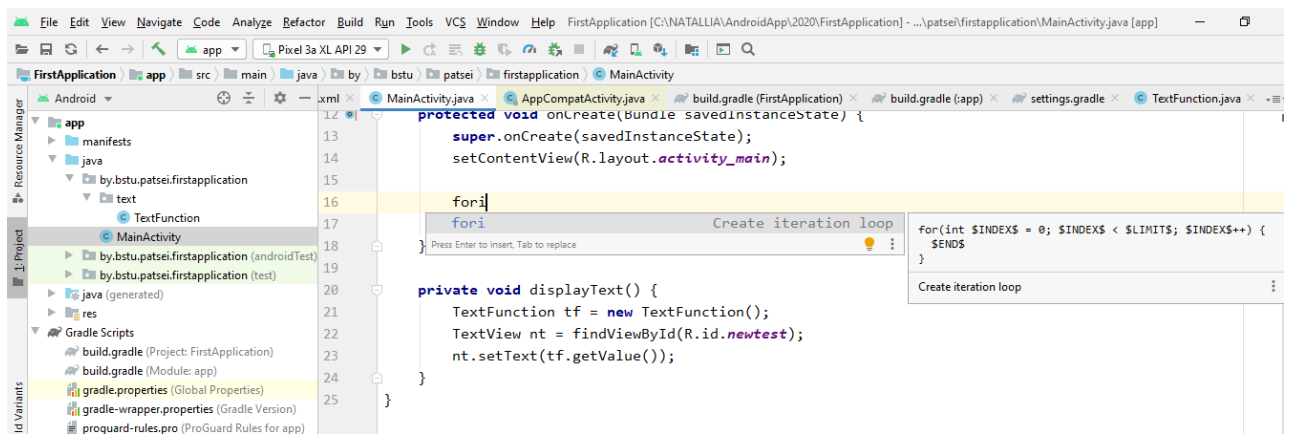 File Edit View Navigate Code Analyze Refactor Build Run Tools VCS Window Help FirstApplication [C:\NATALLIA\AndroidApp\2020\FirstApplication] - ...\patsei\firstapplication\MainActivity.java [app]
app Pixel 3a XL API 29
FirstApplication app src main java by bstu patsei firstapplication MainActivity
Android .xml MainActivity.java AppCompatActivity.java build.gradle (FirstApplication) build.gradle (:app) settings.gradle TextFunction.java
Resource Manager
1: Project
ld Variants
app
manifests
java
by.bstu.patsei.firstapplication
text
TextFunction
MainActivity
by.bstu.patsei.firstapplication (androidTest)
by.bstu.patsei.firstapplication (test)
java (generated)
res
Gradle Scripts
build.gradle (Project: FirstApplication)
build.gradle (Module: app)
gradle.properties (Global Properties)
gradle-wrapper.properties (Gradle Version)
proguard-rules.pro (ProGuard Rules for app)
12 protected void onCreate(Bundle savedInstanceState) {
13 super.onCreate(savedInstanceState);
14 setContentView(R.layout.activity_main);
15
16 fori
17 fori Create iteration loop
18 } Press Enter to insert, Tab to replace
19
20 private void displayText() {
21 TextFunction tf = new TextFunction();
22 TextView nt = findViewById(R.id.newtest);
23 nt.setText(tf.getValue());
24 }
25 }
for(int $INDEX$ = 0; $INDEX$ < $LIMIT$; $INDEX$++) {
$END$
}
Create iteration loop